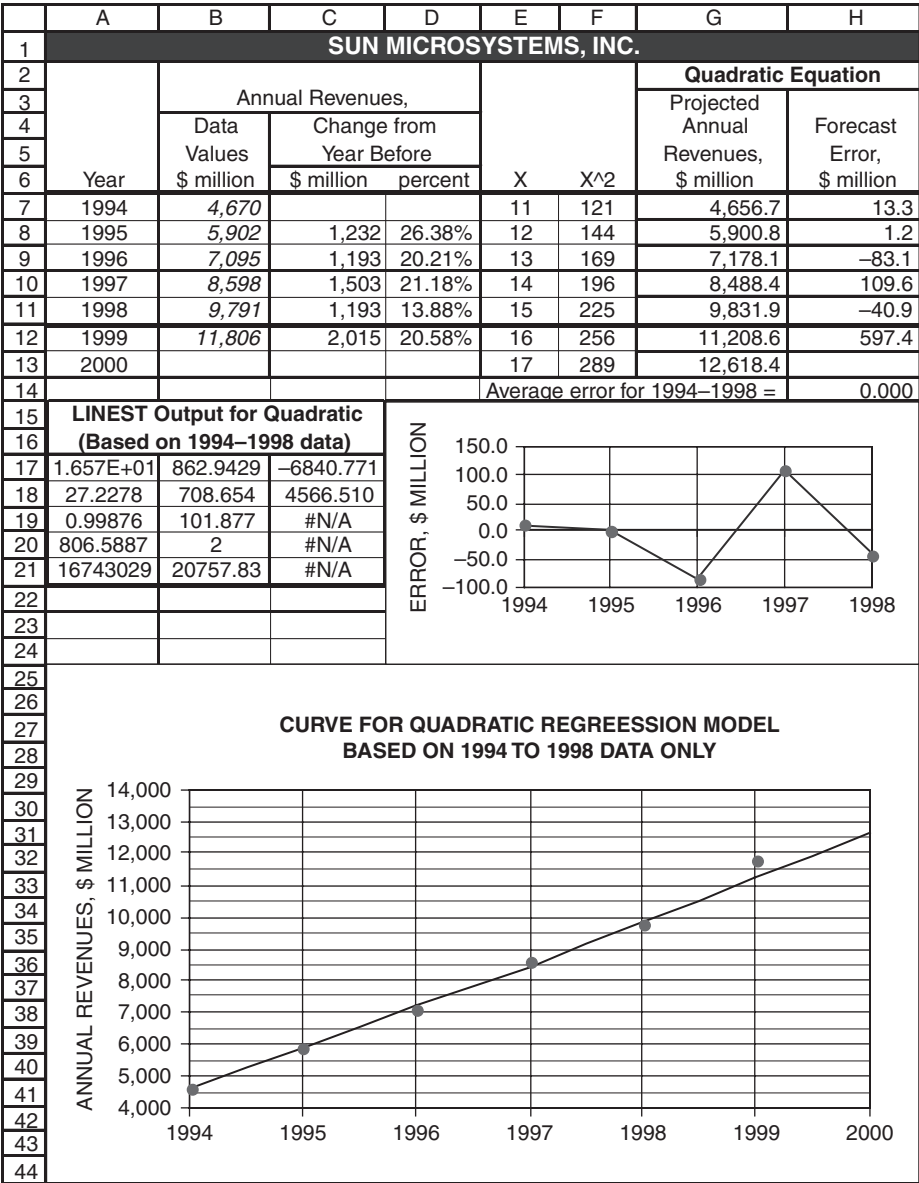 A B C D E F G H
1 SUN MICROSYSTEMS, INC.
2 Quadratic Equation
3 Annual Revenues, Projected
4 Data Change from Annual Forecast
5 Values Year Before Revenues, Error,
6 Year $ million $ million percent X X^2 $ million $ million
7 1994 4,670 11 121 4,656.7 13.3
8 1995 5,902 1,232 26.38% 12 144 5,900.8 1.2
9 1996 7,095 1,193 20.21% 13 169 7,178.1 –83.1
10 1997 8,598 1,503 21.18% 14 196 8,488.4 109.6
11 1998 9,791 1,193 13.88% 15 225 9,831.9 –40.9
12 1999 11,806 2,015 20.58% 16 256 11,208.6 597.4
13 2000 17 289 12,618.4
14 Average error for 1994–1998 = 0.000
15 LINEST Output for Quadratic
16 (Based on 1994–1998 data)
17 1.657E+01 862.9429 –6840.771
18 27.2278 708.654 4566.510
19 0.99876 101.877 #N/A
20 806.5887 2 #N/A
21 16743029 20757.83 #N/A
22
23
24
ERROR, $ MILLION
150.0
100.0
50.0
0.0
–50.0
–100.0
1994 1995 1996 1997 1998
25
26
27 CURVE FOR QUADRATIC REGREESSION MODEL
28 BASED ON 1994 TO 1998 DATA ONLY
29
30
31
32
33
34
35
36
37
38
39
40
41
42
43
44
ANNUAL REVENUES, $ MILLION
14,000
13,000
12,000
11,000
10,000
9,000
8,000
7,000
6,000
5,000
4,000
1994 1995 1996 1997 1998 1999 2000